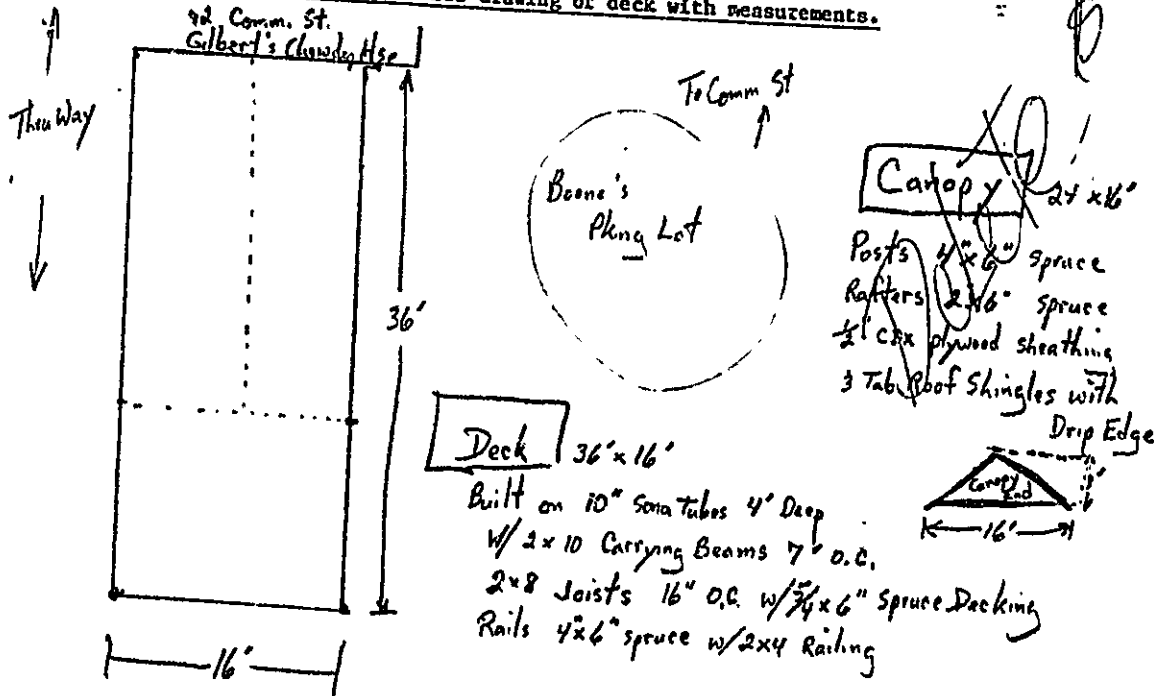 drawing of deck with measurements.
92 Comm. St.
Gilbert's Chowder Hse
Thru Way
To Comm St
Boone's
Pkng Lot
36'
16'
Canopy 24 x 16'
Posts 4" x 6" spruce
Rafters 2x6" spruce
½" CDX plywood sheathing
3 Tab Roof Shingles with
Drip Edge
Canopy End
16'
Deck 36' x 16'
Built on 10" Sona Tubes 4' Deep
W/ 2 x 10 Carrying Beams 7' O.C.
2x8 Joists 16" O.C. w/ 5/4 x 6" Spruce Decking
Rails 4"x6" spruce w/ 2x4 Railing